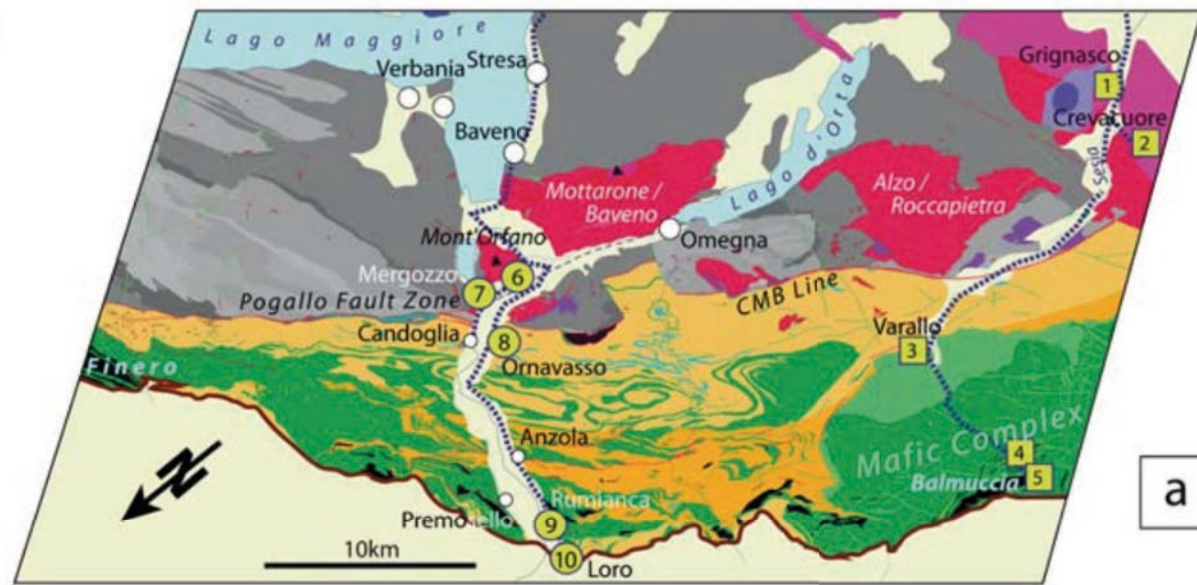 Lago Maggiore
Verbania
Stresa
Baveno
Grignasco
1
Crevacuore
2
Sesia
Lago d'Orta
Mottarone /
Baveno
Alzo /
Roccapietra
Omegna
Mont'Orfano
Mergozzo
6
7
Pogallo Fault Zone
CMB Line
Candoglia
8
Ornavasso
Varallo
3
Finero
Anzola
Mafic Complex
4
Balmuccia
5
N
Premosello
Rumianca
9
10km
10
Loro
a